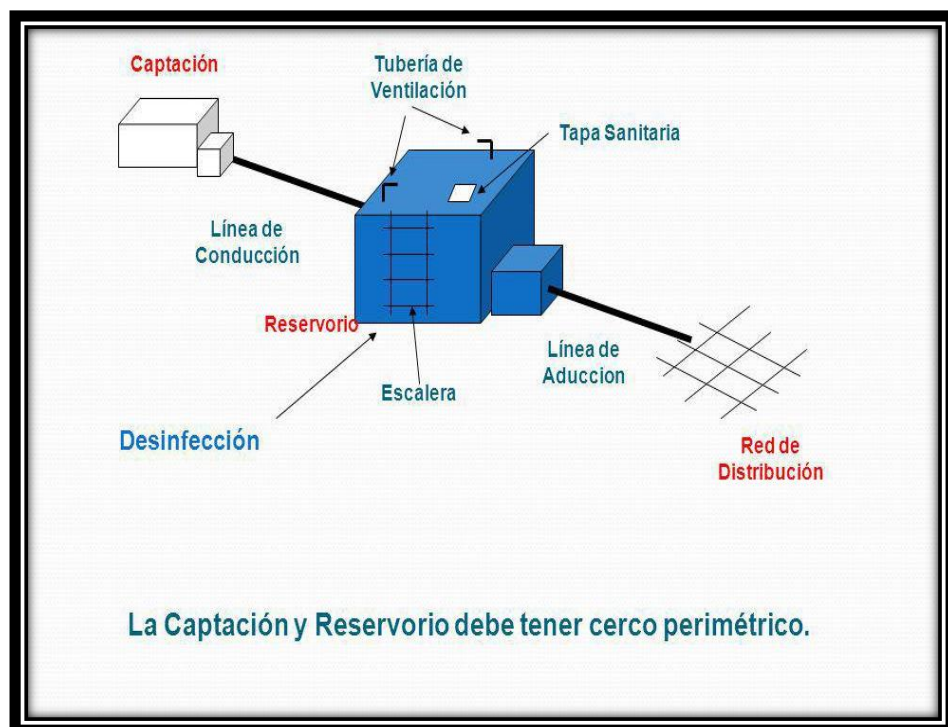 Captación
Tubería de
Ventilación
Tapa Sanitaria
Línea de
Conducción
Reservorio
Escalera
Línea de
Aduccion
Desinfección
Red de
Distribución
La Captación y Reservorio debe tener cerco perimétrico.